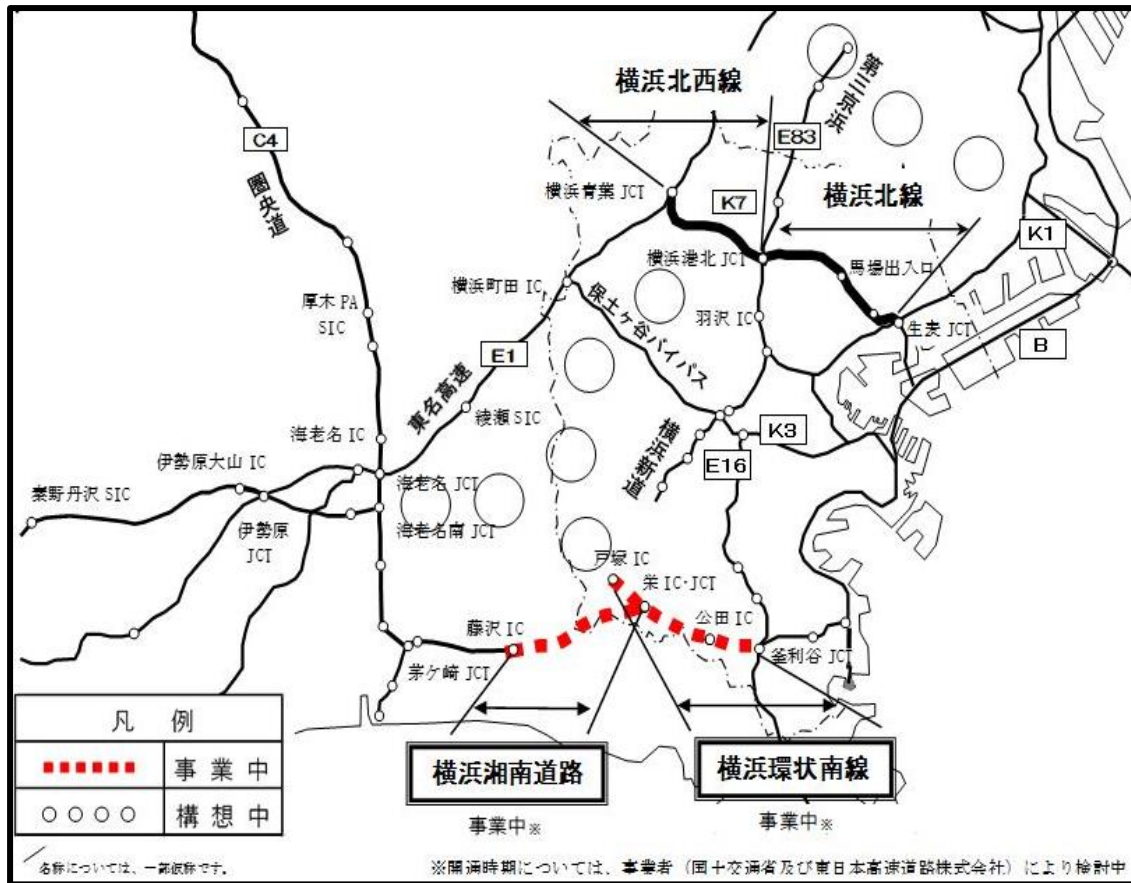 横浜北西線
第三京浜
E83
C4
圏央道
横浜青葉 JCT
K7
横浜北線
K1
横浜港北 JCT
馬場出入口
横浜町田 IC
保土ヶ谷バイパス
羽沢 IC
生麦 JCT
B
厚木 PA
SIC
E1
東名高速
綾瀬 SIC
K3
横浜新道
E16
海老名 IC
伊勢原大山 IC
秦野丹沢 SIC
海老名 JCT
伊勢原
JCT
海老名南 JCT
戸塚 IC
栄 IC・JCT
公田 IC
藤沢 IC
釜利谷 JCT
茅ケ崎 JCT
凡 例
事 業 中
構 想 中
横浜湘南道路
横浜環状南線
事業中※
事業中※
名称については、一部仮称です。
※開通時期については、事業者（国土交通省及び東日本高速道路株式会社）により検討中